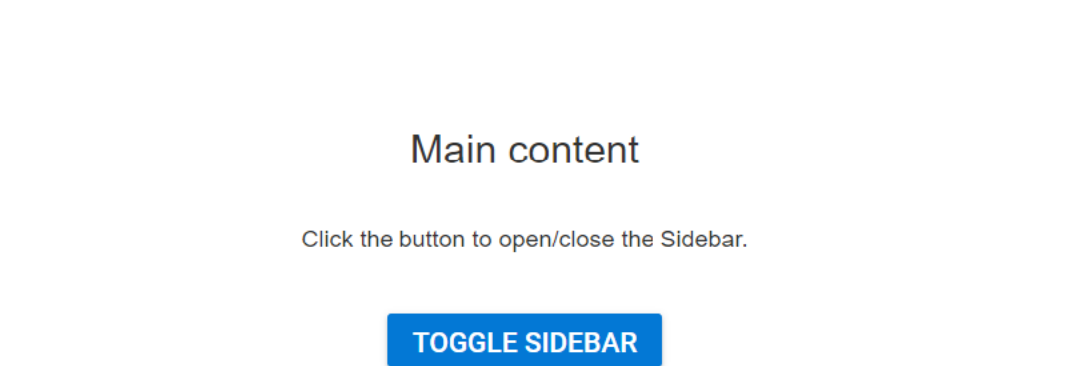 Main content
Click the button to open/close the Sidebar.
TOGGLE SIDEBAR